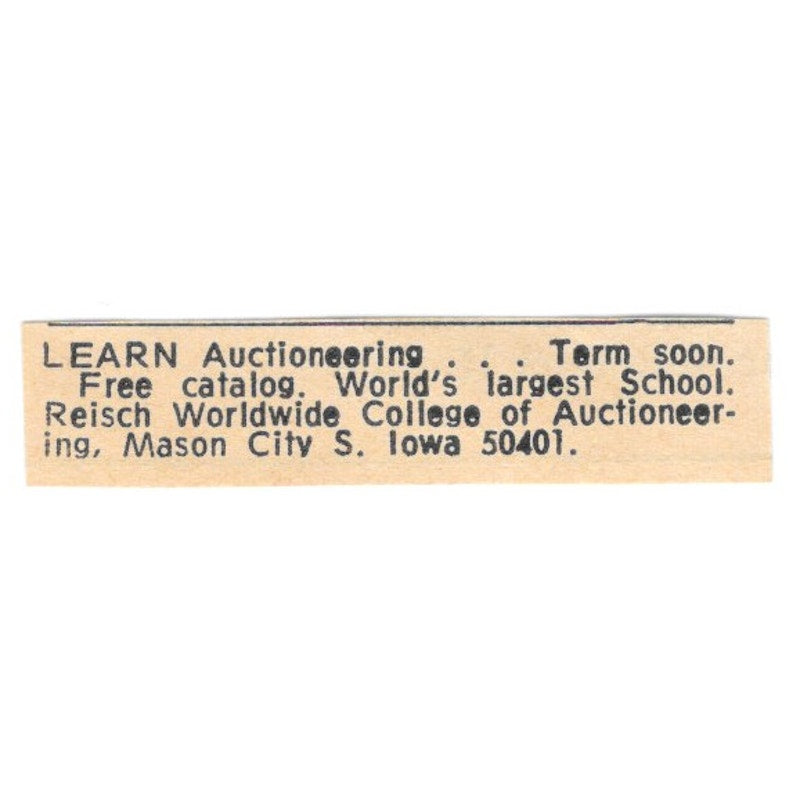 LEARN Auctioneering . . . Term soon.
Free catalog. World's largest School.
Reisch Worldwide College of Auctioneer-
ing, Mason City S. Iowa 50401.